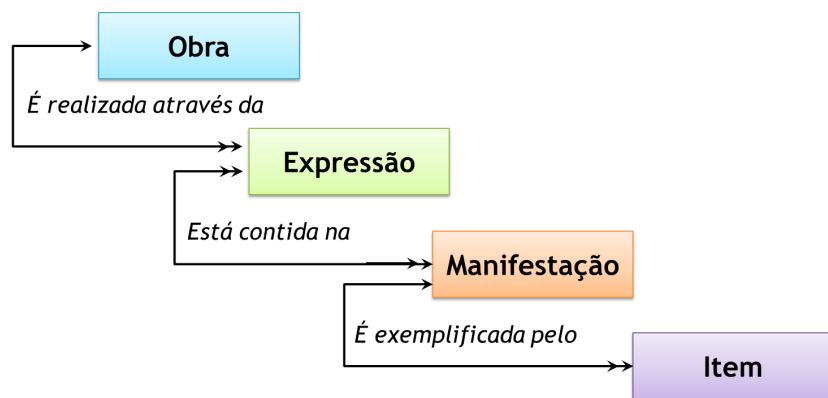 Obra
É realizada através da
Expressão
Está contida na
Manifestação
É exemplificada pelo
Item